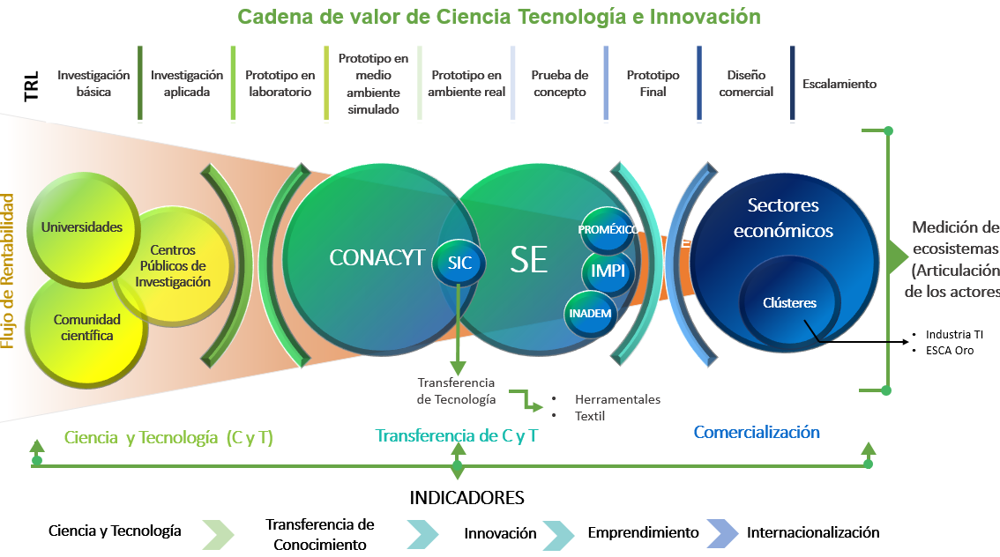 Cadena de valor de Ciencia Tecnología e Innovación
TRL
Investigación
básica
Investigación
aplicada
Prototipo en
laboratorio
Prototipo en
medio
ambiente
simulado
Prototipo en
ambiente real
Prueba de
concepto
Prototipo
Final
Diseño
comercial
Escalamiento
Flujo de Rentabilidad
Universidades
Centros
Públicos de
Investigación
Comunidad
científica
CONACYT
SIC
SE
PROMÉXICO
IMPI
INADEM
E
Sectores
económicos
Clústeres
Medición de
ecosistemas
(Articulación
de los actores
• Industria TI
• ESCA Oro
Transferencia
de Tecnología
• Herramentales
• Textil
Ciencia y Tecnología (C y T)
Transferencia de C y T
Comercialización
INDICADORES
Ciencia y Tecnología
Transferencia de
Conocimiento
Innovación
Emprendimiento
Internacionalización